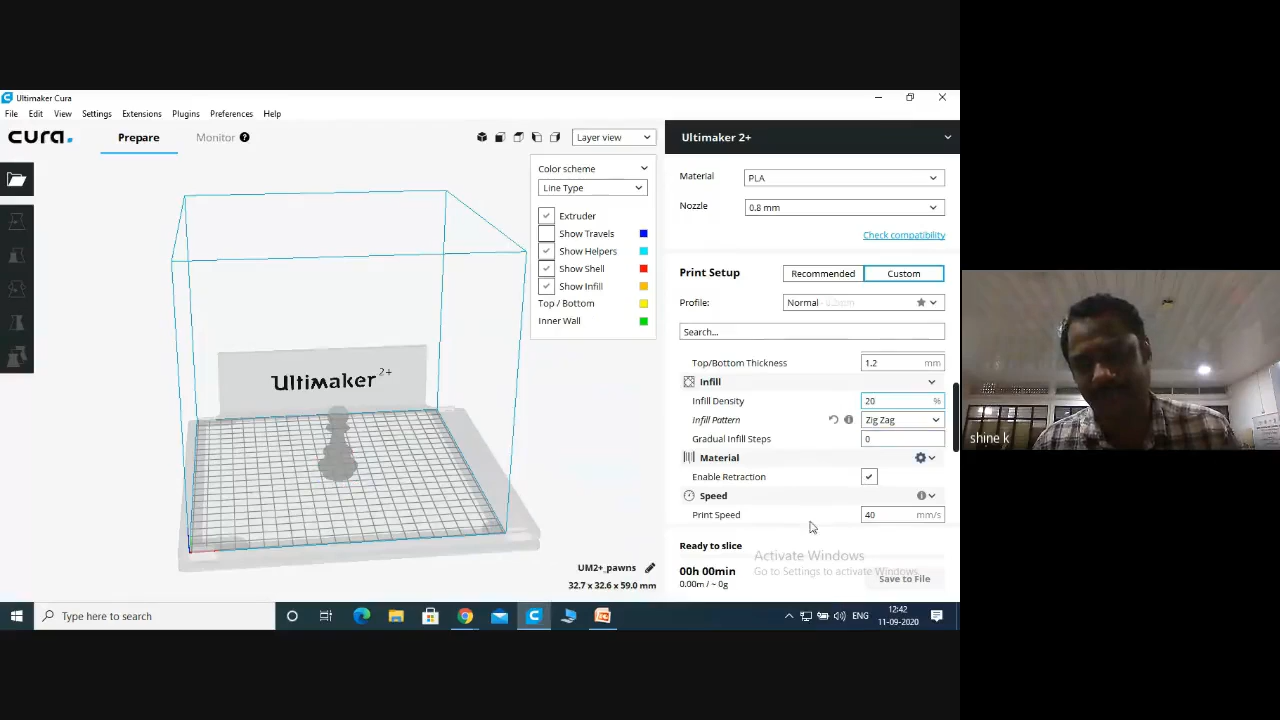 Ultimaker Cura
File Edit View Settings Extensions Plugins Preferences Help
cura. Prepare Monitor ? Layer view Ultimaker 2+
Color scheme
Line Type
Extruder
Show Travels
Show Helpers
Show Shell
Show Infill
Top / Bottom
Inner Wall
Ultimaker 2+
UM2+_pawns
32.7 x 32.6 x 59.0 mm
Material PLA
Nozzle 0.8 mm
Check compatibility
Print Setup Recommended Custom
Profile: Normal
Search...
Top/Bottom Thickness 1.2 mm
Infill
Infill Density 20 %
Infill Pattern Zig Zag
Gradual Infill Steps 0
Material
Enable Retraction
Speed
Print Speed 40 mm/s
Ready to slice
Activate Windows
Go to Settings to activate Windows.
00h 00min
0.00m / ~ 0g
Save to File
shine k
Type here to search
ENG
12:42
11-09-2020